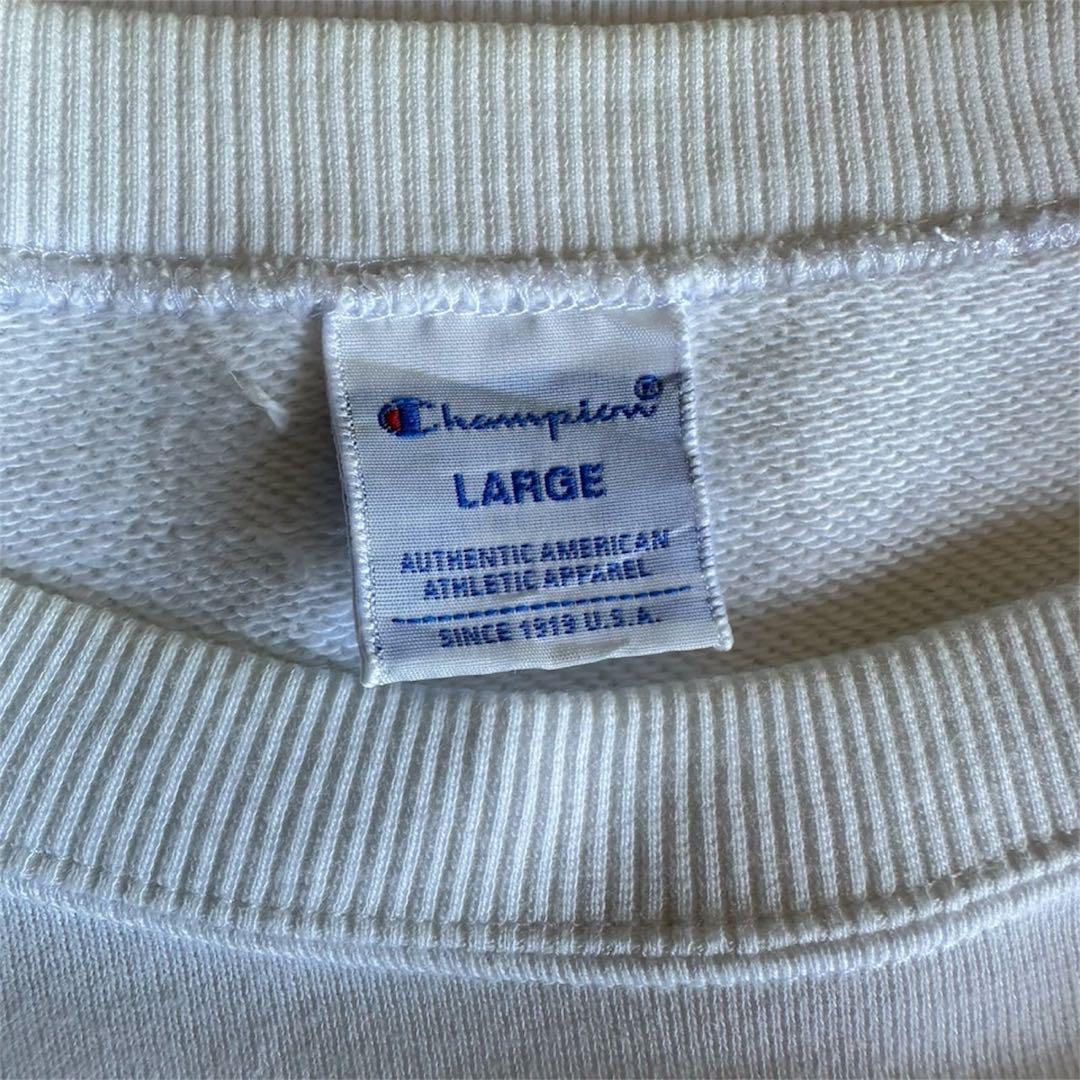 Champion®
LARGE
AUTHENTIC AMERICAN
ATHLETIC APPAREL
SINCE 1919 U.S.A.